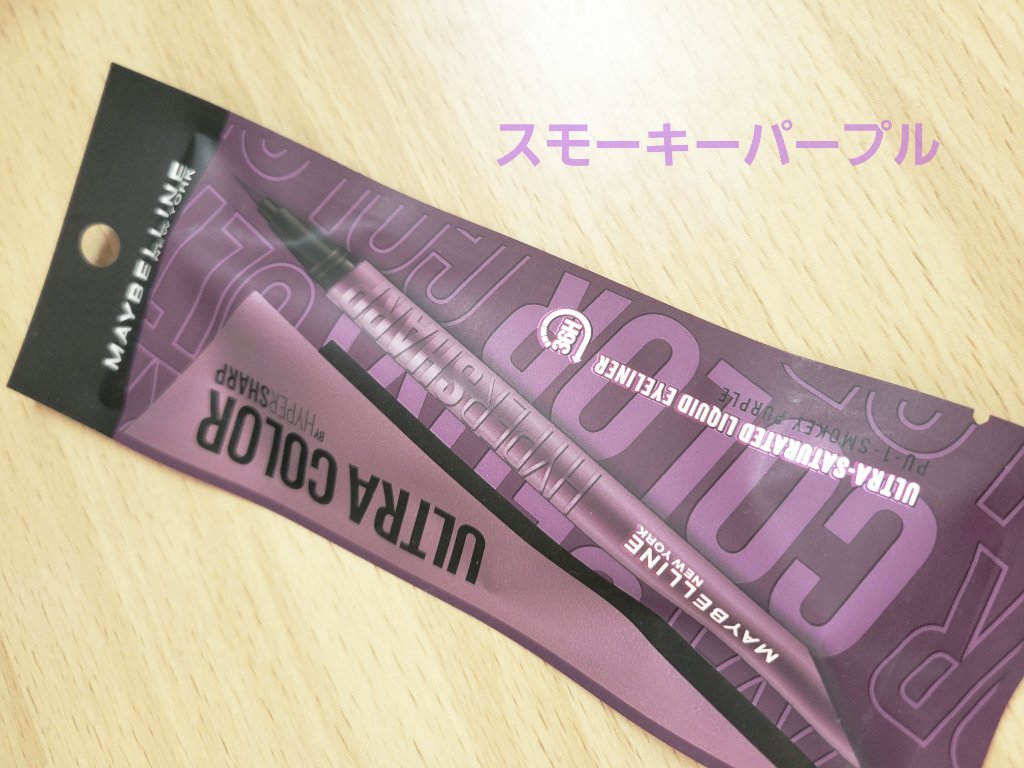 スモーキーパープル
MAYBELLINE
NEW YORK
ULTRA COLOR
BY HYPERSHARP
HYPERSHARP
MAYBELLINE
NEW YORK
36H
ULTRA-SATURATED LIQUID EYELINER
PU-1-SMOKEY PURPLE
COLOR